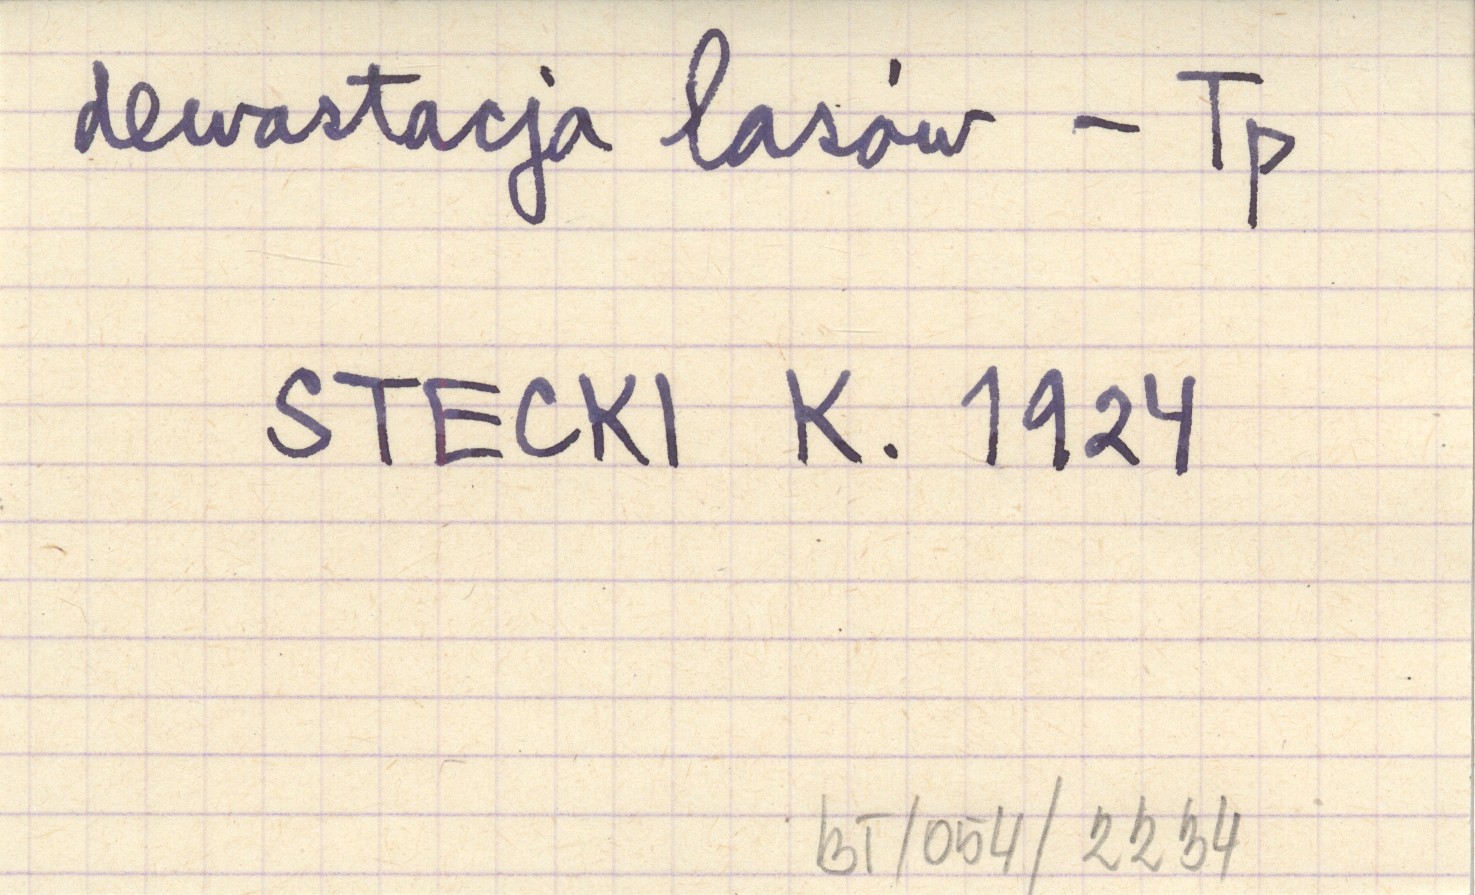 dewastacja lasów - Tp
STECKI K. 1924
BT/054/2234